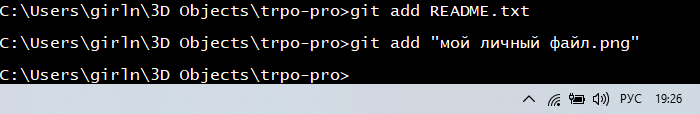 C:\Users\girln\3D Objects\trpo-pro>git add README.txt
C:\Users\girln\3D Objects\trpo-pro>git add "мой личный файл.png"
C:\Users\girln\3D Objects\trpo-pro>
РУС 19:26